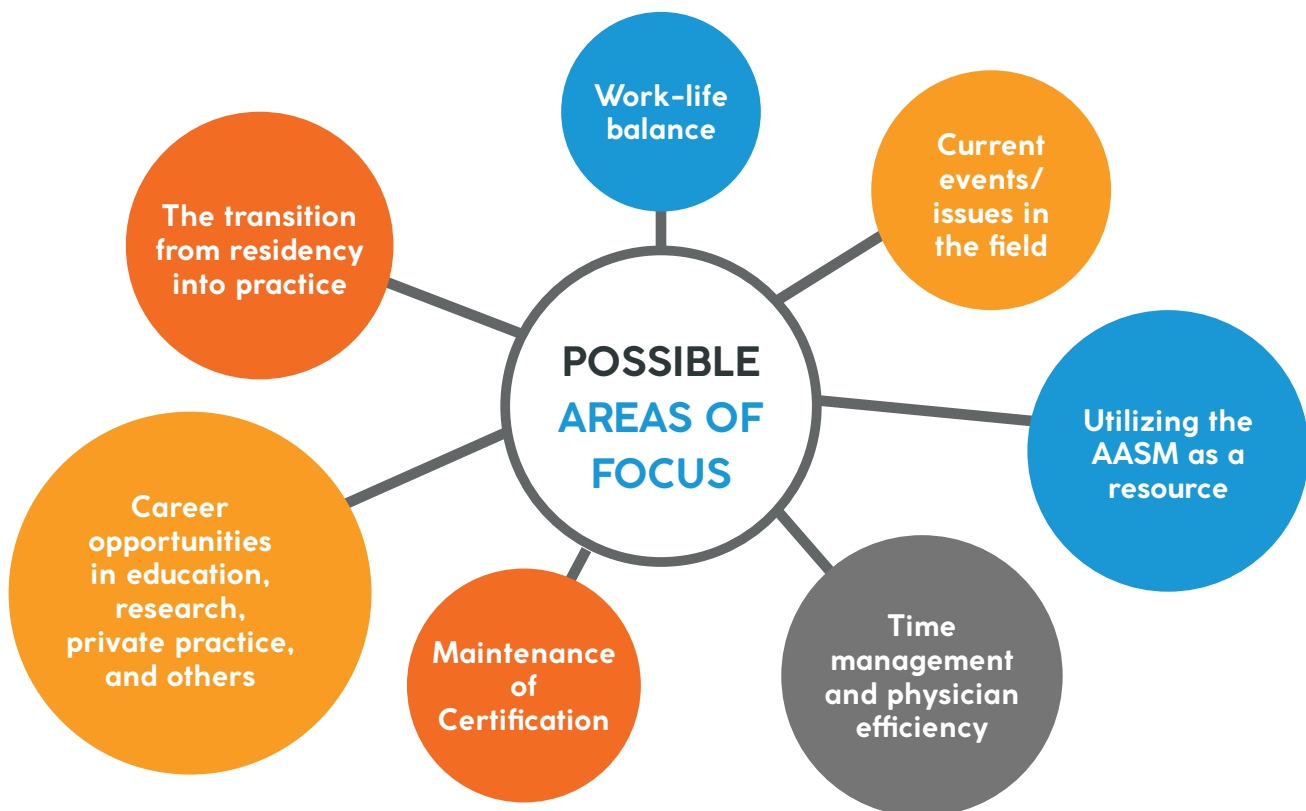 Work-life
balance
Current
events/
issues in
the field
The transition
from residency
into practice
POSSIBLE
AREAS OF
FOCUS
Utilizing the
AASM as a
resource
Career
opportunities
in education,
research,
private practice,
and others
Maintenance
of
Certification
Time
management
and physician
efficiency